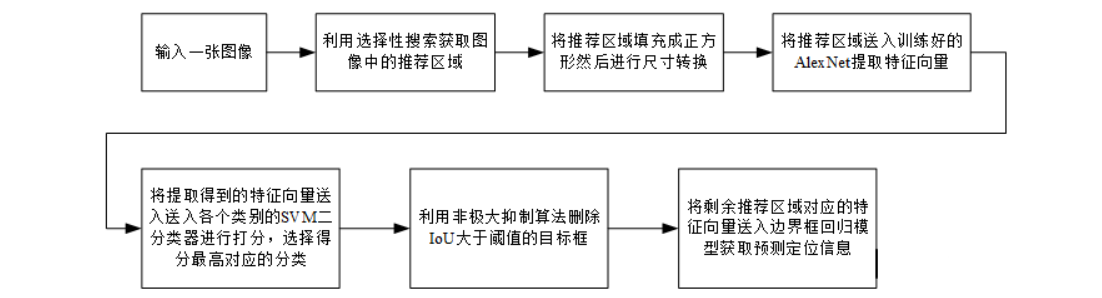 输入一张图像
利用选择性搜索获取图
像中的推荐区域
将推荐区域填充成正方
形然后进行尺寸转换
将推荐区域送入训练好的
AlexNet提取特征向量
将提取得到的特征向量送
入送入各个类别的SVM二
分类器进行打分，选择得
分最高对应的分类
利用非极大抑制算法删除
IoU大于阈值的目标框
将剩余推荐区域对应的特
征向量送入边界框回归模
型获取预测定位信息